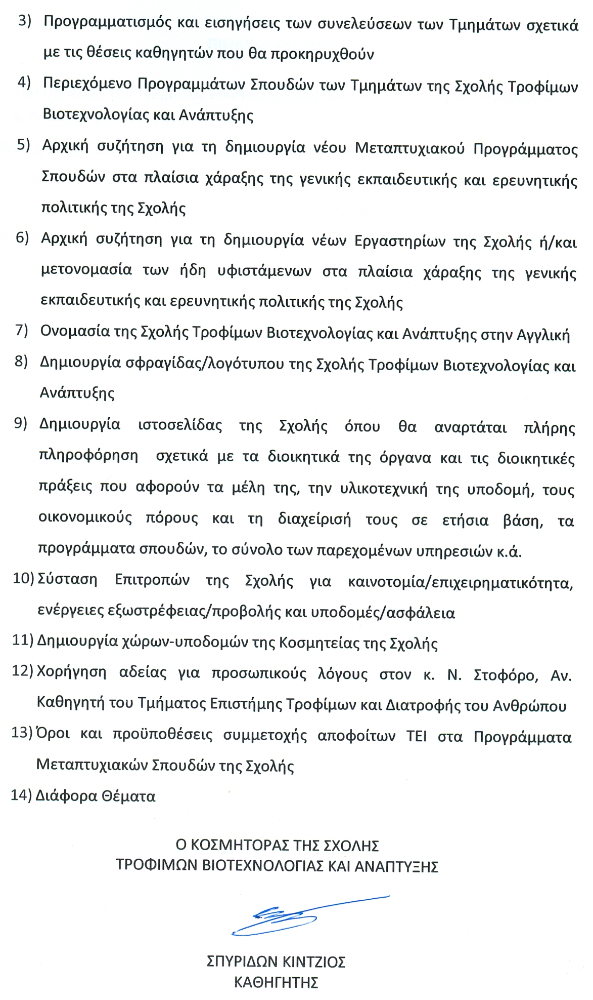 3) Προγραμματισμός και εισηγήσεις των συνελεύσεων των Τμημάτων σχετικά
με τις θέσεις καθηγητών που θα προκηρυχθούν
4) Περιεχόμενο Προγραμμάτων Σπουδών των Τμημάτων της Σχολής Τροφίμων
Βιοτεχνολογίας και Ανάπτυξης
5) Αρχική συζήτηση για τη δημιουργία νέου Μεταπτυχιακού Προγράμματος
Σπουδών στα πλαίσια χάραξης της γενικής εκπαιδευτικής και ερευνητικής
πολιτικής της Σχολής
6) Αρχική συζήτηση για τη δημιουργία νέων Εργαστηρίων της Σχολής ή/και
μετονομασία των ήδη υφιστάμενων στα πλαίσια χάραξης της γενικής
εκπαιδευτικής και ερευνητικής πολιτικής της Σχολής
7) Ονομασία της Σχολής Τροφίμων Βιοτεχνολογίας και Ανάπτυξης στην Αγγλική
8) Δημιουργία σφραγίδας/λογότυπου της Σχολής Τροφίμων Βιοτεχνολογίας και
Ανάπτυξης
9) Δημιουργία ιστοσελίδας της Σχολής όπου θα αναρτάται πλήρης
πληροφόρηση σχετικά με τα διοικητικά της όργανα και τις διοικητικές
πράξεις που αφορούν τα μέλη της, την υλικοτεχνική της υποδομή, τους
οικονομικούς πόρους και τη διαχείρισή τους σε ετήσια βάση, τα
προγράμματα σπουδών, το σύνολο των παρεχομένων υπηρεσιών κ.ά.
10) Σύσταση Επιτροπών της Σχολής για καινοτομία/επιχειρηματικότητα,
ενέργειες εξωστρέφειας/προβολής και υποδομές/ασφάλεια
11) Δημιουργία χώρων-υποδομών της Κοσμητείας της Σχολής
12) Χορήγηση αδείας για προσωπικούς λόγους στον κ. Ν. Στοφόρο, Αν.
Καθηγητή του Τμήματος Επιστήμης Τροφίμων και Διατροφής του Ανθρώπου
13) Όροι και προϋποθέσεις συμμετοχής αποφοίτων ΤΕΙ στα Προγράμματα
Μεταπτυχιακών Σπουδών της Σχολής
14) Διάφορα Θέματα
Ο ΚΟΣΜΗΤΟΡΑΣ ΤΗΣ ΣΧΟΛΗΣ
ΤΡΟΦΙΜΩΝ ΒΙΟΤΕΧΝΟΛΟΓΙΑΣ ΚΑΙ ΑΝΑΠΤΥΞΗΣ
ΣΠΥΡΙΔΩΝ ΚΙΝΤΖΙΟΣ
ΚΑΘΗΓΗΤΗΣ